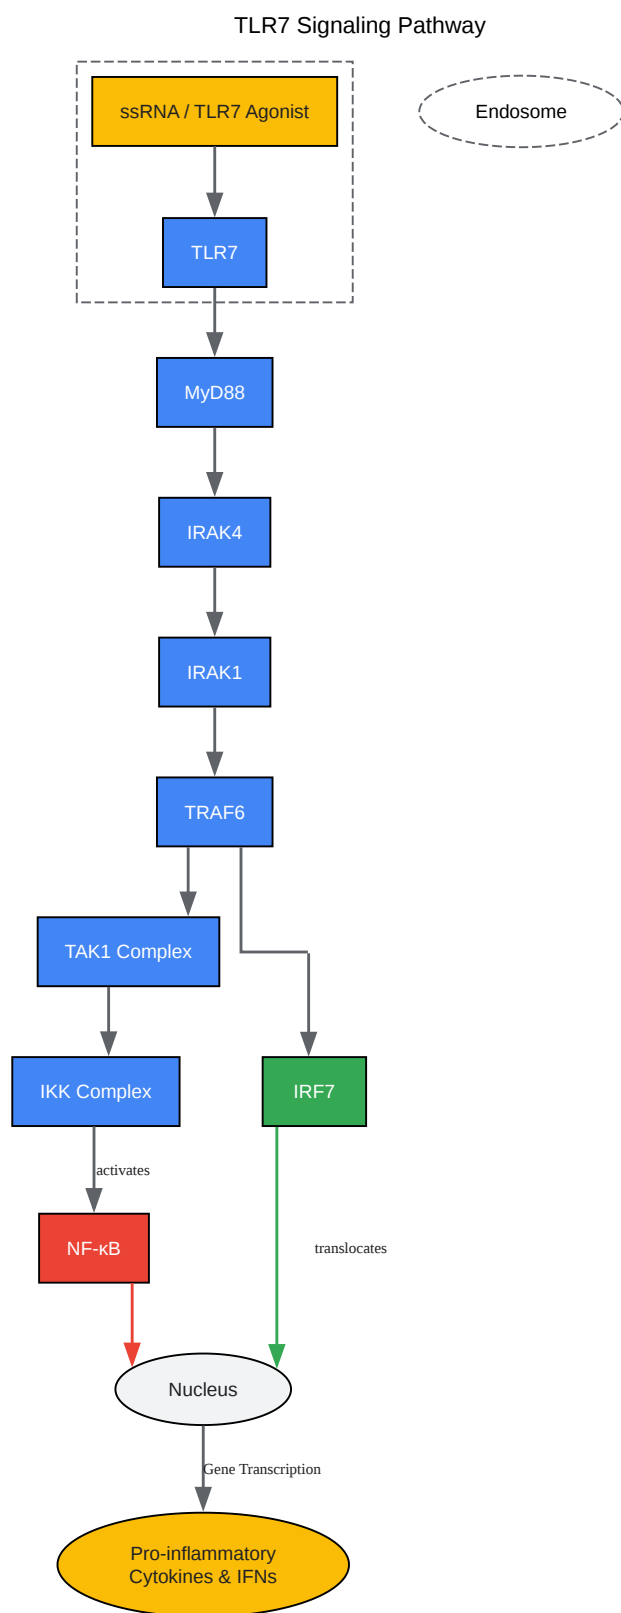 TLR7 Signaling Pathway
ssRNA / TLR7 Agonist
Endosome
TLR7
MyD88
IRAK4
IRAK1
TRAF6
TAK1 Complex
IKK Complex
IRF7
activates
NF-κB
translocates
Nucleus
Gene Transcription
Pro-inflammatory
Cytokines & IFNs